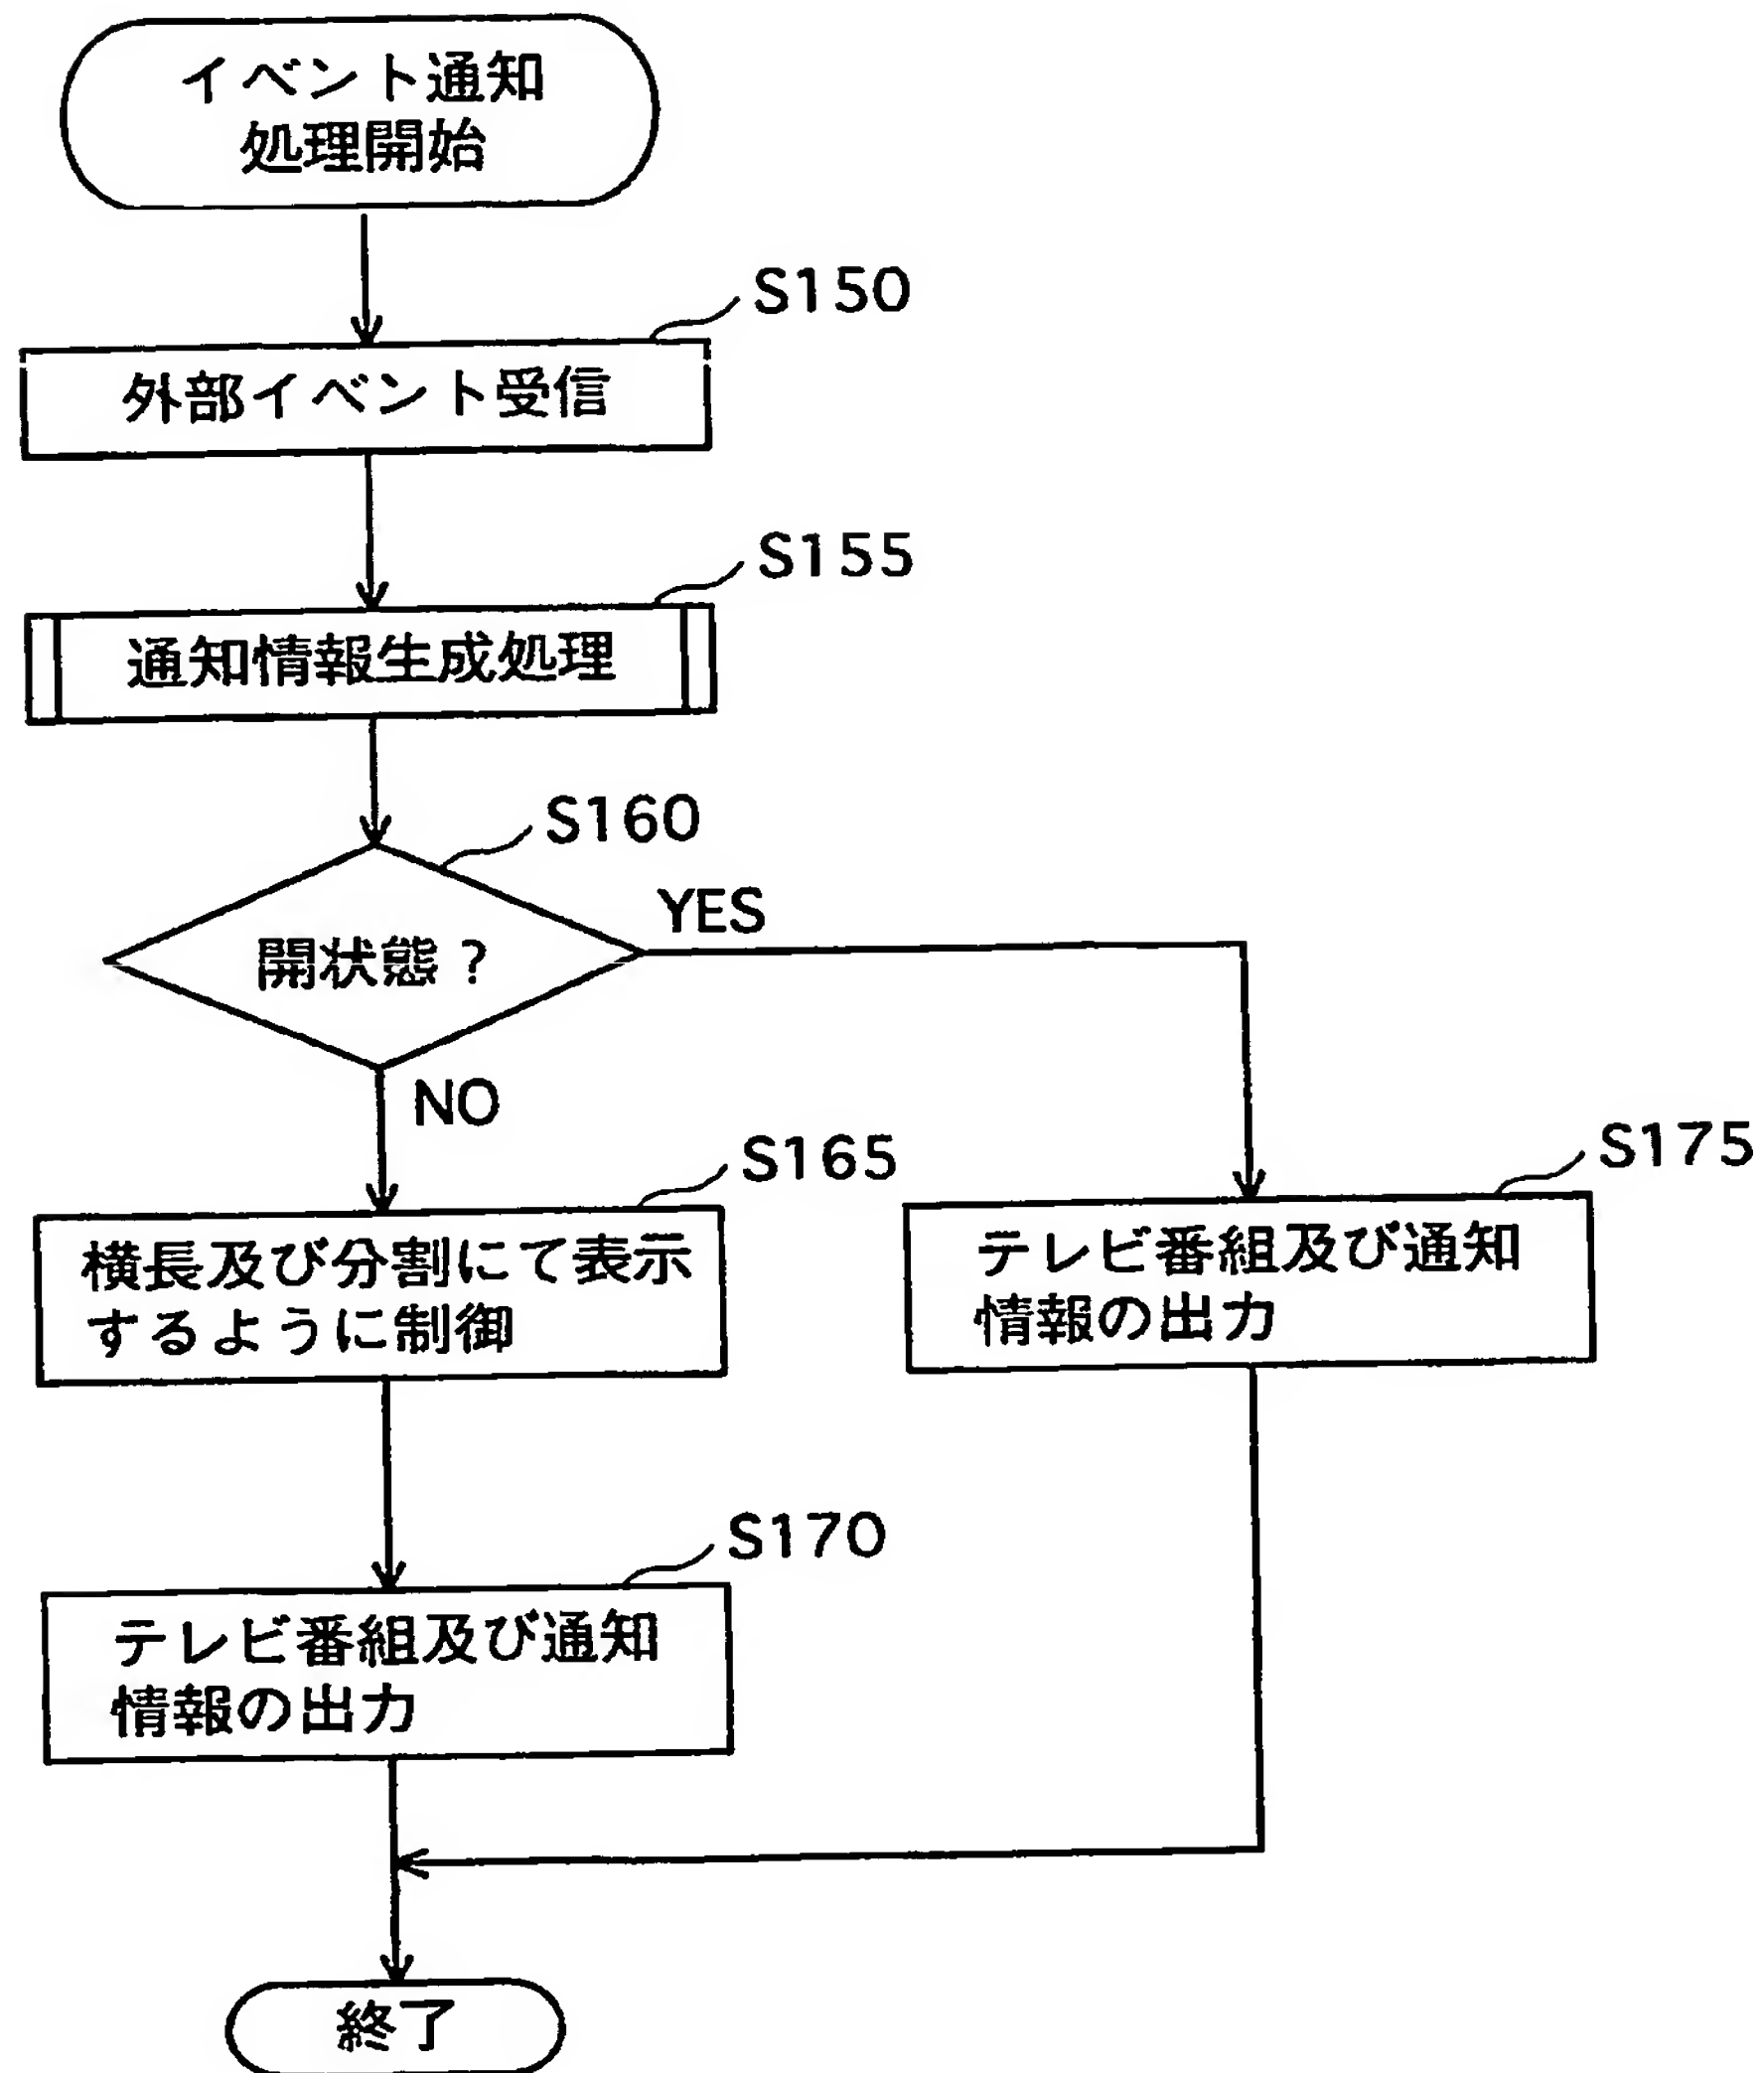 イベント通知
処理開始
S150
外部イベント受信
S155
通知情報生成処理
S160
開状態？
YES
NO
S165
横長及び分割にて表示
するように制御
S175
テレビ番組及び通知
情報の出力
S170
テレビ番組及び通知
情報の出力
終了